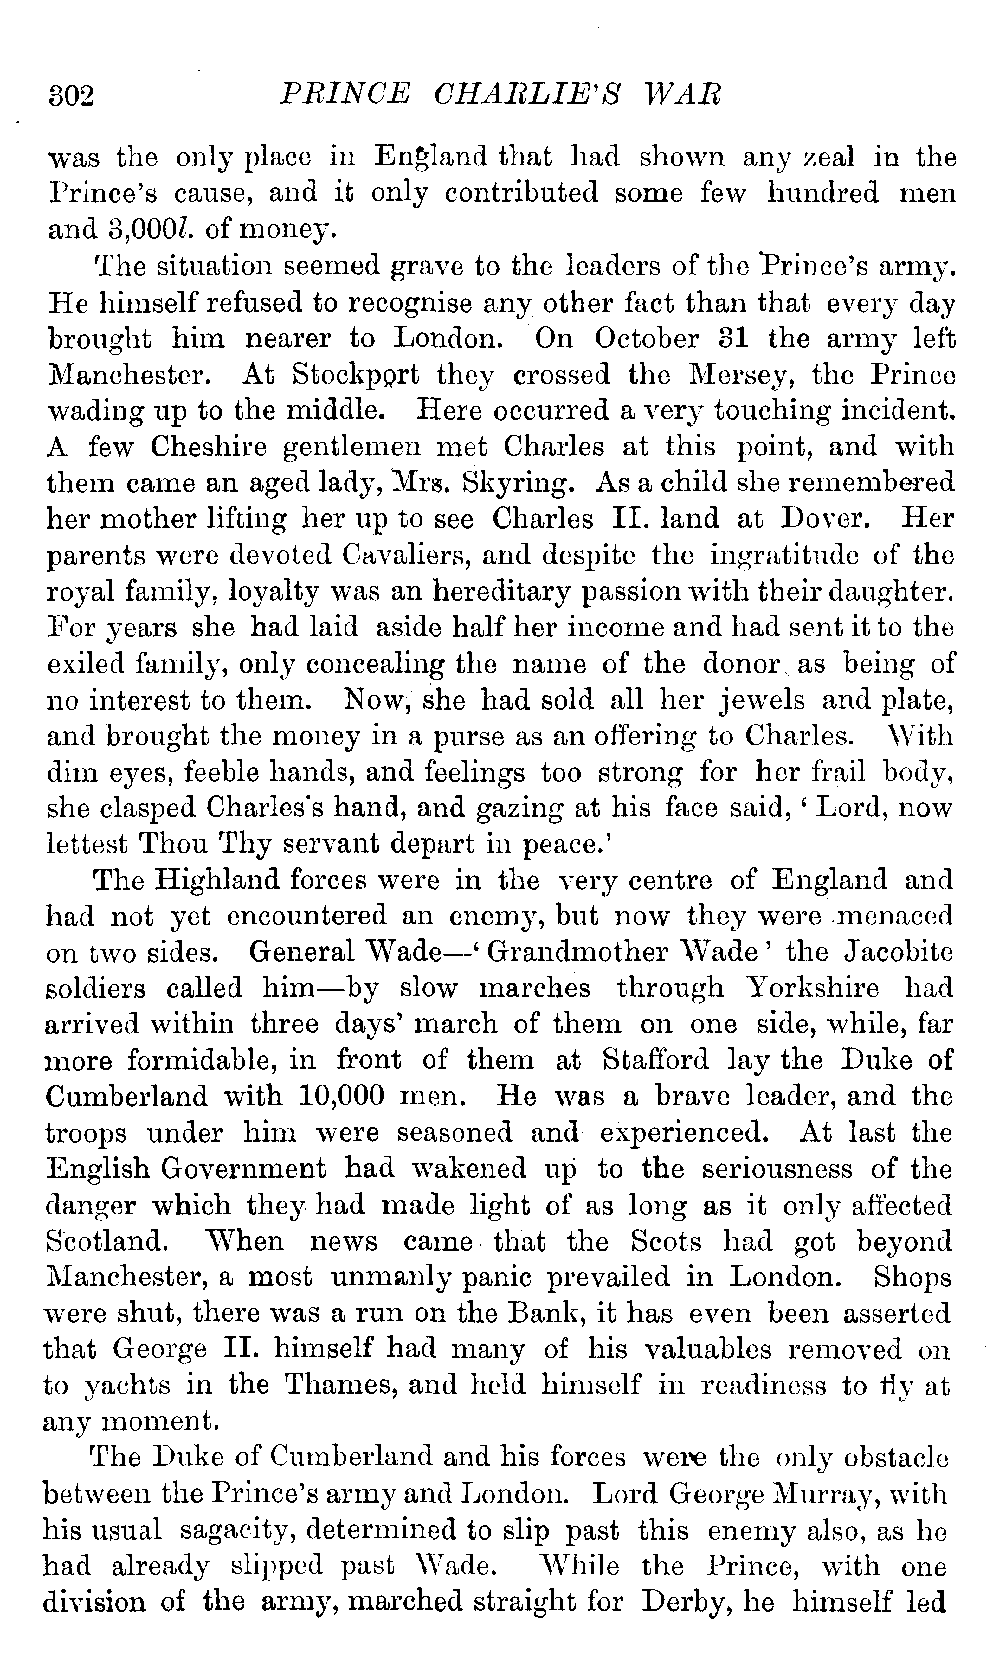 302 PRINCE CHARLIE'S WAR
was the only place in England that had shown any zeal in the
Prince's cause, and it only contributed some few hundred men
and 3,000l. of money.
The situation seemed grave to the leaders of the Prince's army.
He himself refused to recognise any other fact than that every day
brought him nearer to London. On October 31 the army left
Manchester. At Stockport they crossed the Mersey, the Prince
wading up to the middle. Here occurred a very touching incident.
A few Cheshire gentlemen met Charles at this point, and with
them came an aged lady, Mrs. Skyring. As a child she remembered
her mother lifting her up to see Charles II. land at Dover. Her
parents were devoted Cavaliers, and despite the ingratitude of the
royal family, loyalty was an hereditary passion with their daughter.
For years she had laid aside half her income and had sent it to the
exiled family, only concealing the name of the donor as being of
no interest to them. Now, she had sold all her jewels and plate,
and brought the money in a purse as an offering to Charles. With
dim eyes, feeble hands, and feelings too strong for her frail body,
she clasped Charles's hand, and gazing at his face said, ‘ Lord, now
lettest Thou Thy servant depart in peace.’
The Highland forces were in the very centre of England and
had not yet encountered an enemy, but now they were menaced
on two sides. General Wade—‘ Grandmother Wade ’ the Jacobite
soldiers called him—by slow marches through Yorkshire had
arrived within three days’ march of them on one side, while, far
more formidable, in front of them at Stafford lay the Duke of
Cumberland with 10,000 men. He was a brave leader, and the
troops under him were seasoned and experienced. At last the
English Government had wakened up to the seriousness of the
danger which they had made light of as long as it only affected
Scotland. When news came that the Scots had got beyond
Manchester, a most unmanly panic prevailed in London. Shops
were shut, there was a run on the Bank, it has even been asserted
that George II. himself had many of his valuables removed on
to yachts in the Thames, and held himself in readiness to fly at
any moment.
The Duke of Cumberland and his forces were the only obstacle
between the Prince's army and London. Lord George Murray, with
his usual sagacity, determined to slip past this enemy also, as he
had already slipped past Wade. While the Prince, with one
division of the army, marched straight for Derby, he himself led